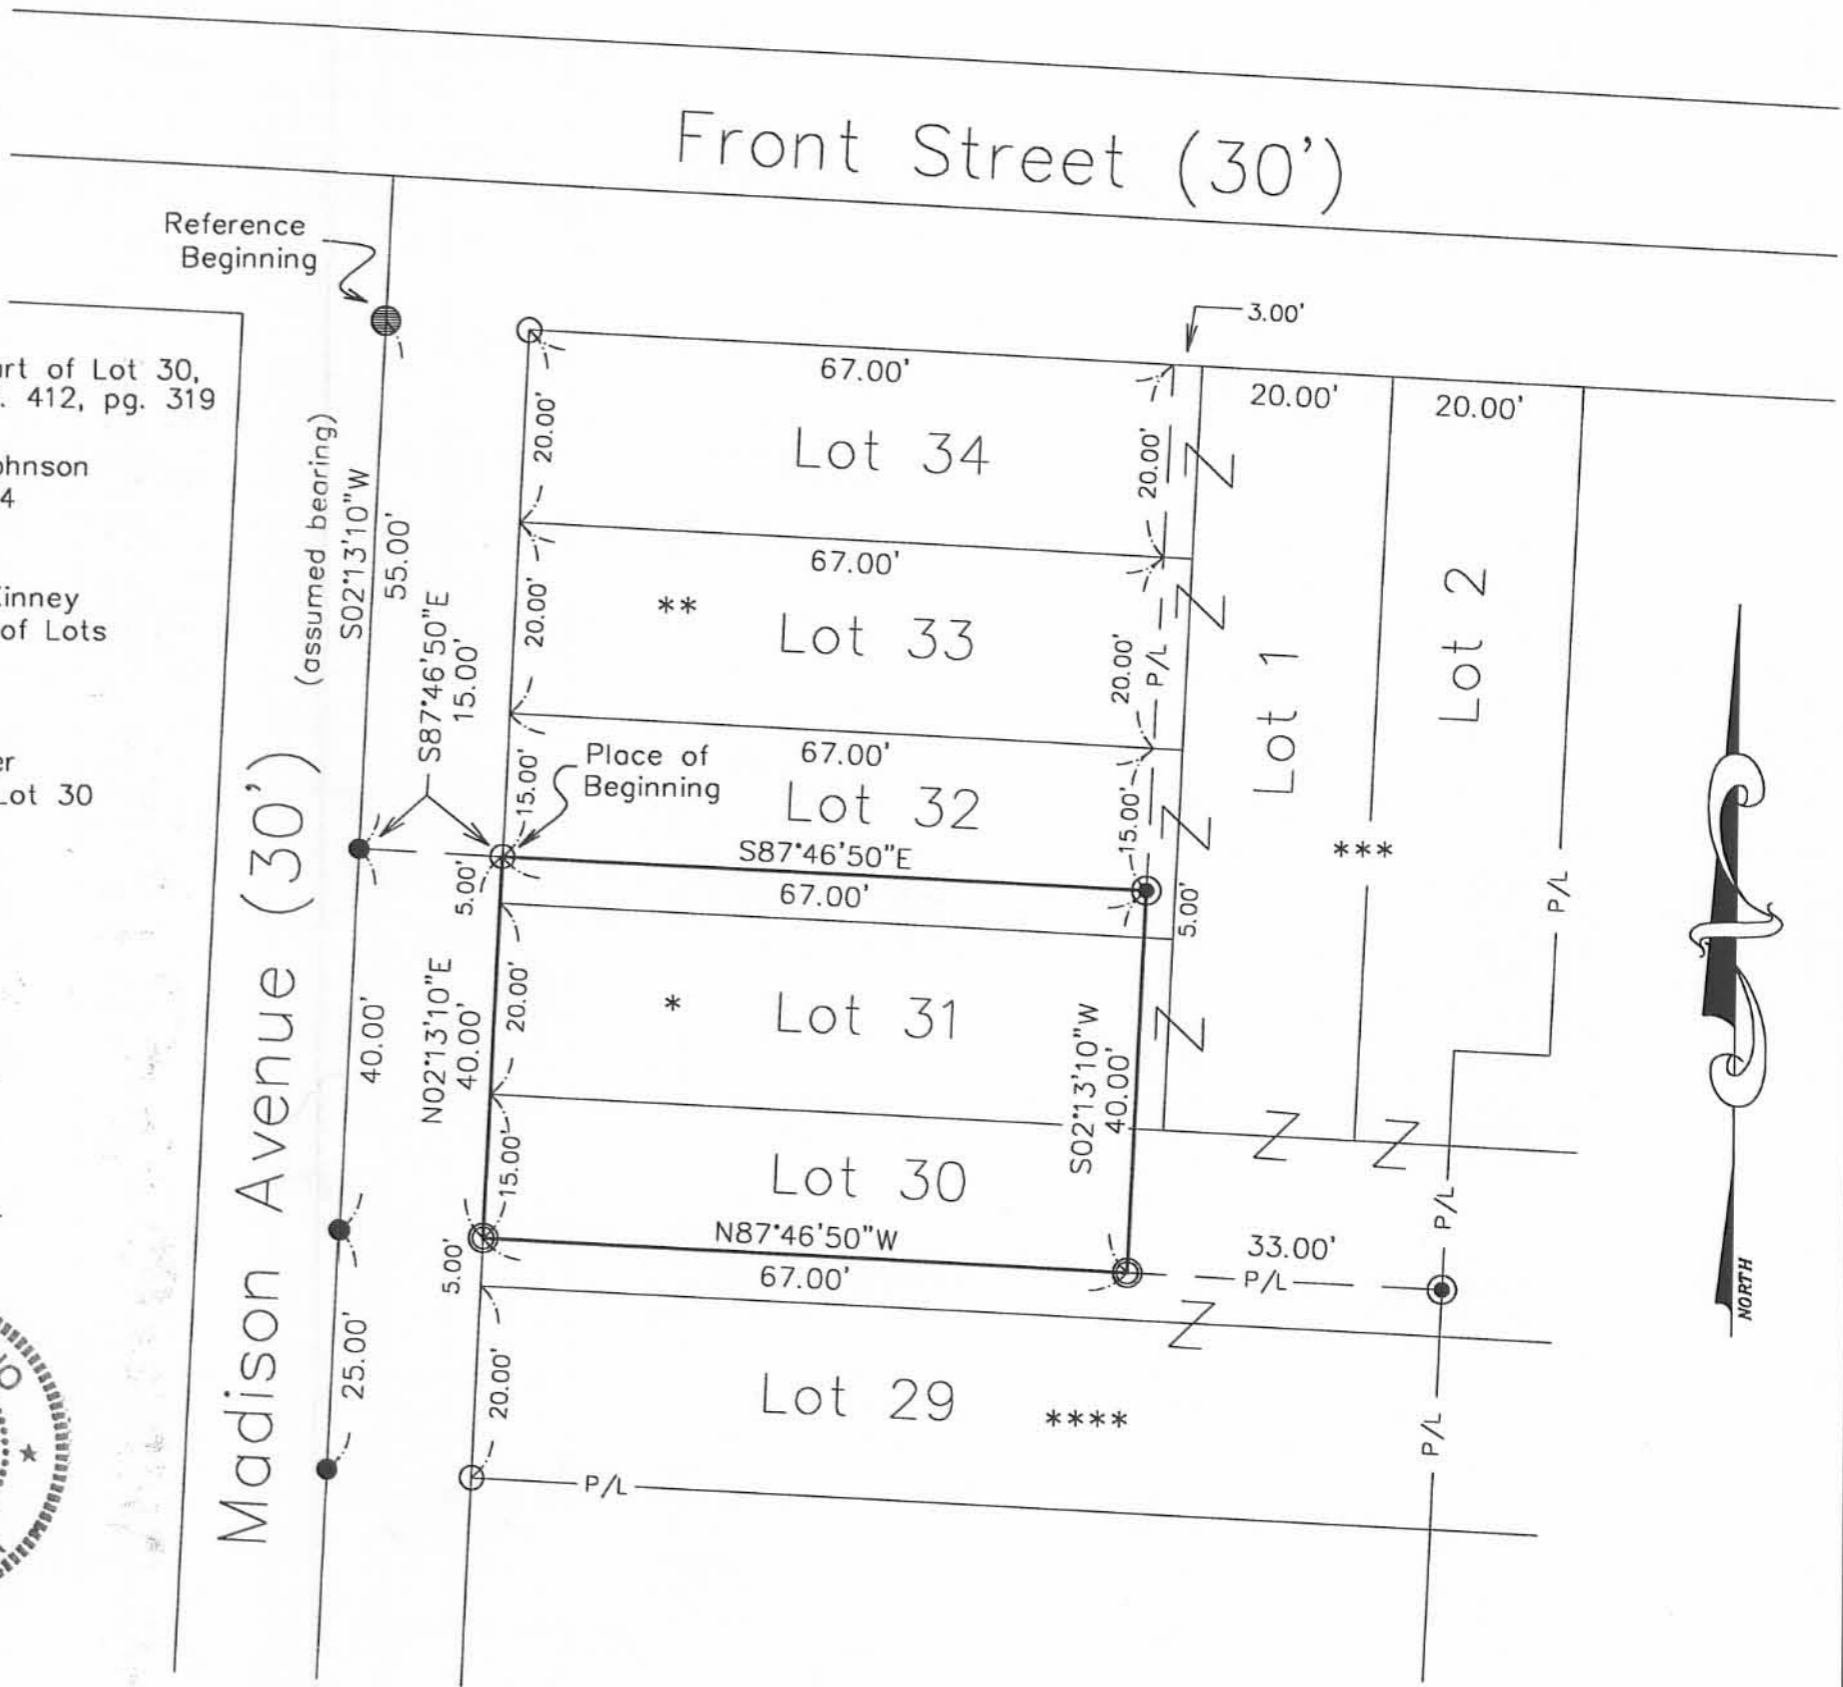 Front Street (30')
Reference
Beginning
3.00'
of Lot 30,
412, pg. 319
4
of Lots
Lot 30
(assumed bearing)
S02°13'10"W
55.00'
S87°46'50"E
15.00'
67.00'
20.00'
Lot 34
20.00'
20.00'
20.00'
67.00'
20.00'
**
Lot 33
20.00'
P/L
Lot 1
Lot 2
67.00'
15.00'
Place of
Beginning
Lot 32
15.00'
***
P/L
S87°46'50"E
67.00'
5.00'
5.00'
Madison Avenue (30')
40.00'
N02°13'10"E
40.00'
20.00'
*
Lot 31
S02°13'10"W
40.00'
15.00'
Lot 30
N87°46'50"W
67.00'
5.00'
33.00'
P/L
P/L
25.00'
20.00'
Lot 29
****
P/L
P/L
NORTH